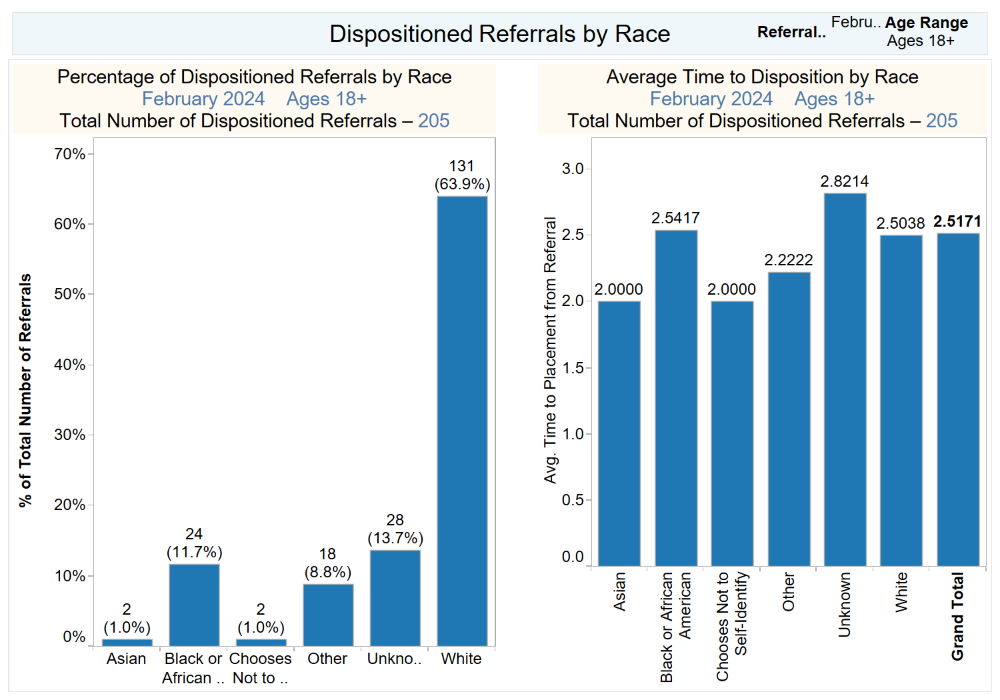 Dispositioned Referrals by Race
Referral..
Febru..
Age Range
Ages 18+
Percentage of Dispositioned Referrals by Race
February 2024 Ages 18+
Total Number of Dispositioned Referrals – 205
% of Total Number of Referrals
70%
60%
50%
40%
30%
20%
10%
0%
2
(1.0%)
24
(11.7%)
2
(1.0%)
18
(8.8%)
28
(13.7%)
131
(63.9%)
Asian
Black or
African ..
Chooses
Not to ..
Other
Unkno..
White
Average Time to Disposition by Race
February 2024 Ages 18+
Total Number of Dispositioned Referrals – 205
Avg. Time to Placement from Referral
3.0
2.5
2.0
1.5
1.0
0.5
0.0
2.0000
2.5417
2.0000
2.2222
2.8214
2.5038
2.5171
Asian
Black or African
American
Chooses Not to
Self-Identify
Other
Unknown
White
Grand Total